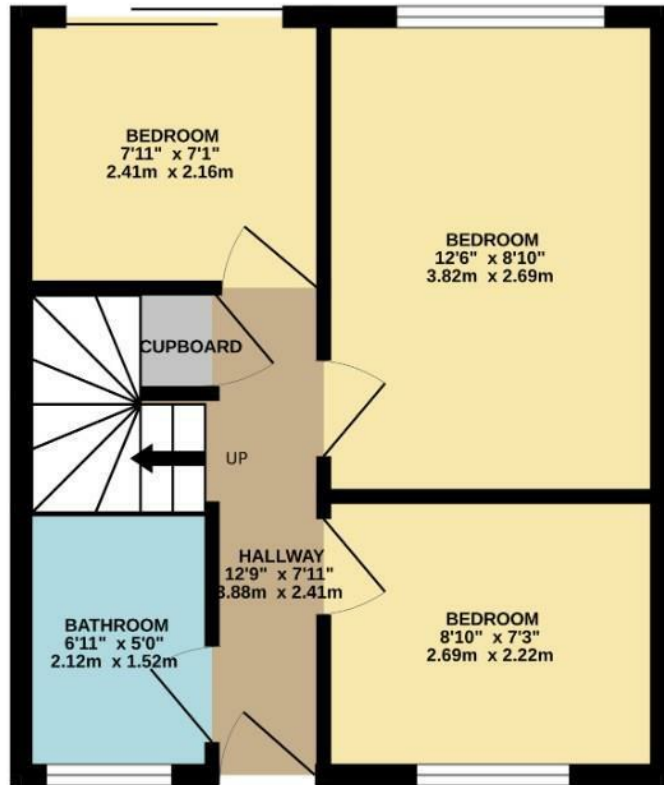 BEDROOM
7'11" x 7'1"
2.41m x 2.16m
BEDROOM
12'6" x 8'10"
3.82m x 2.69m
CUPBOARD
UP
HALLWAY
12'9" x 7'11"
3.88m x 2.41m
BATHROOM
6'11" x 5'0"
2.12m x 1.52m
BEDROOM
8'10" x 7'3"
2.69m x 2.22m